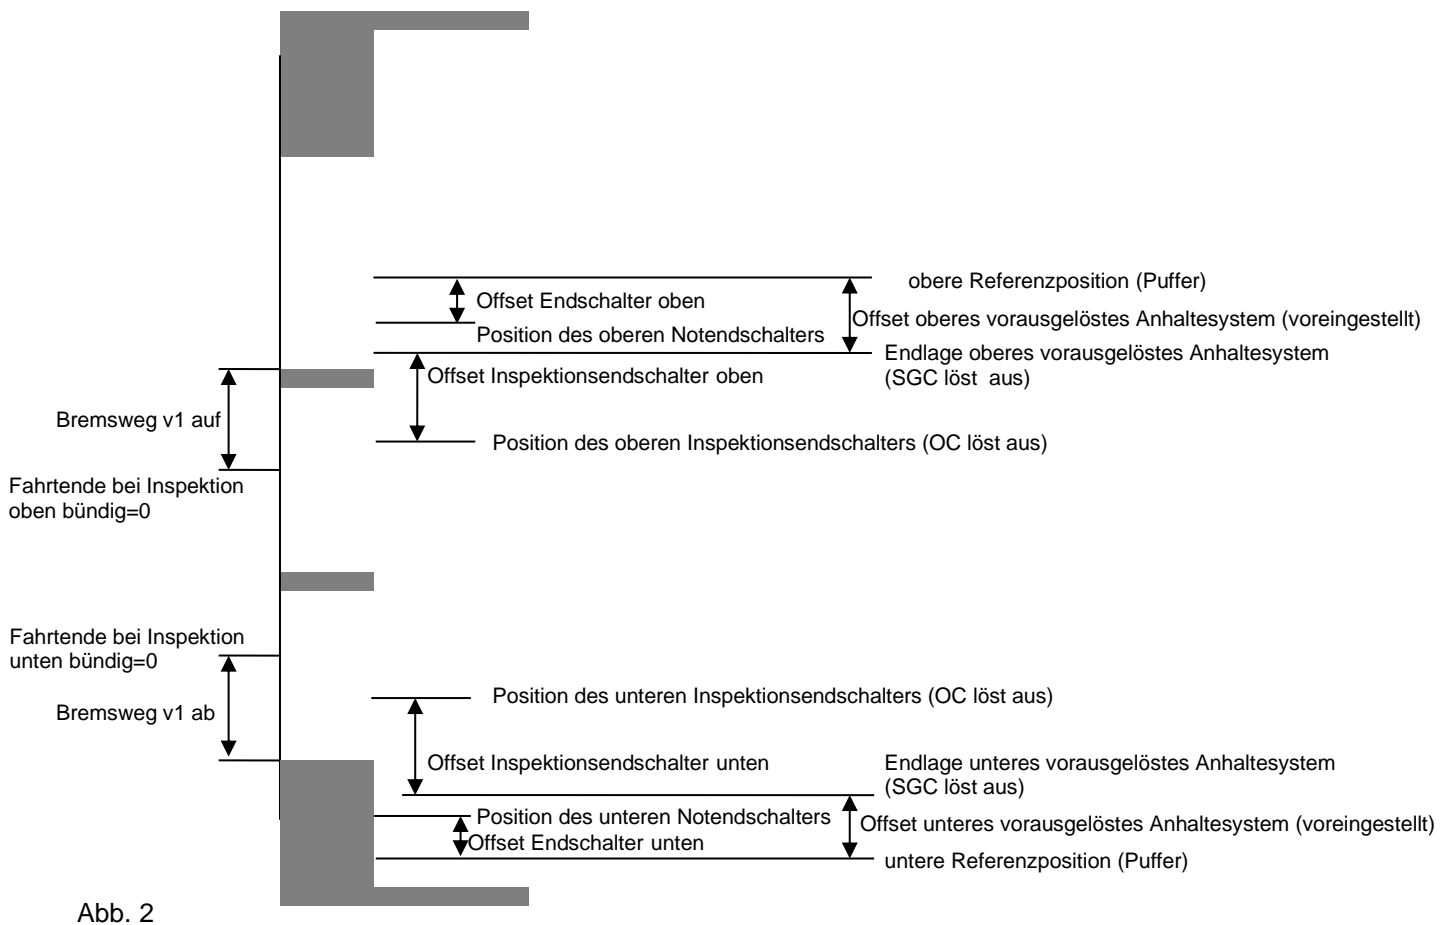 obere Referenzposition (Puffer)
Offset Endschalter oben
Offset oberes vorausgelöstes Anhaltesystem (voreingestellt)
Position des oberen Notendschalters
Endlage oberes vorausgelöstes Anhaltesystem
(SGC löst aus)
Offset Inspektionsendschalter oben
Bremsweg v1 auf
Position des oberen Inspektionsendschalters (OC löst aus)
Fahrtende bei Inspektion
oben bündig=0
Fahrtende bei Inspektion
unten bündig=0
Position des unteren Inspektionsendschalters (OC löst aus)
Bremsweg v1 ab
Offset Inspektionsendschalter unten
Endlage unteres vorausgelöstes Anhaltesystem
(SGC löst aus)
Position des unteren Notendschalters
Offset unteres vorausgelöstes Anhaltesystem (voreingestellt)
Offset Endschalter unten
untere Referenzposition (Puffer)
Abb. 2